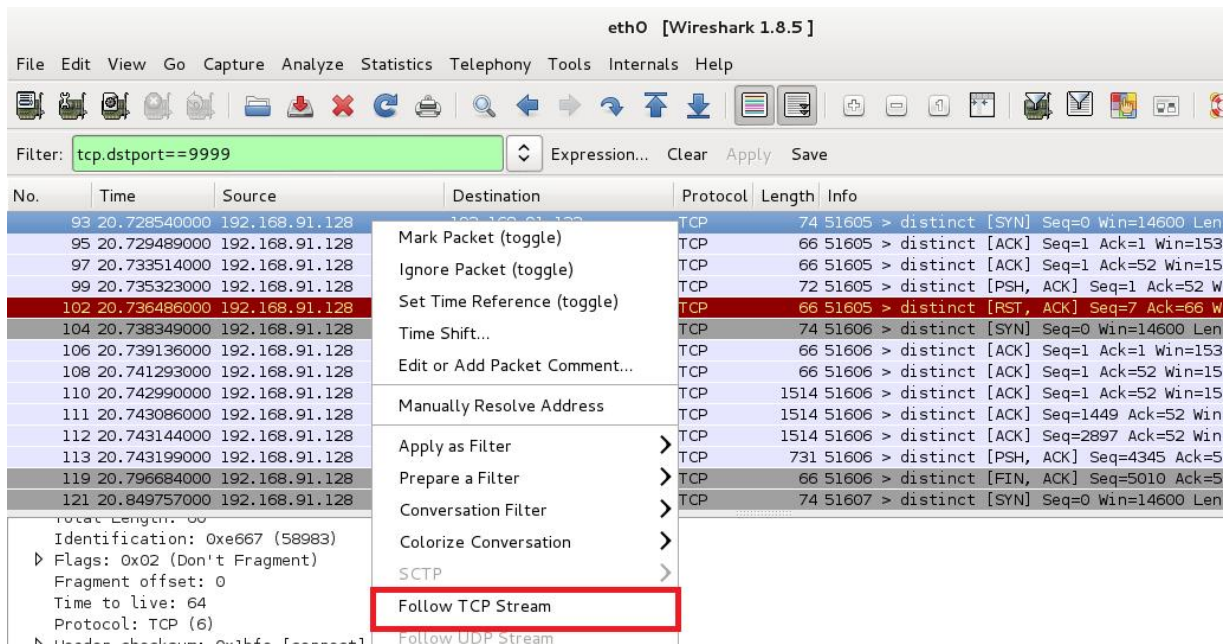 eth0 [Wireshark 1.8.5 ]
File Edit View Go Capture Analyze Statistics Telephony Tools Internals Help
Filter: tcp.dstport==9999 Expression... Clear Apply Save
No. Time Source Destination Protocol Length Info
93 20.728540000 192.168.91.128 TCP 74 51605 > distinct [SYN] Seq=0 Win=14600 Len
95 20.729489000 192.168.91.128 TCP 66 51605 > distinct [ACK] Seq=1 Ack=1 Win=153
97 20.733514000 192.168.91.128 TCP 66 51605 > distinct [ACK] Seq=1 Ack=52 Win=15
99 20.735323000 192.168.91.128 TCP 72 51605 > distinct [PSH, ACK] Seq=1 Ack=52 W
102 20.736486000 192.168.91.128 TCP 66 51605 > distinct [RST, ACK] Seq=7 Ack=66 W
104 20.738349000 192.168.91.128 TCP 74 51606 > distinct [SYN] Seq=0 Win=14600 Len
106 20.739136000 192.168.91.128 TCP 66 51606 > distinct [ACK] Seq=1 Ack=1 Win=153
108 20.741293000 192.168.91.128 TCP 66 51606 > distinct [ACK] Seq=1 Ack=52 Win=15
110 20.742990000 192.168.91.128 TCP 1514 51606 > distinct [ACK] Seq=1 Ack=52 Win=15
111 20.743086000 192.168.91.128 TCP 1514 51606 > distinct [ACK] Seq=1449 Ack=52 Win
112 20.743144000 192.168.91.128 TCP 1514 51606 > distinct [ACK] Seq=2897 Ack=52 Win
113 20.743199000 192.168.91.128 TCP 731 51606 > distinct [PSH, ACK] Seq=4345 Ack=5
119 20.796684000 192.168.91.128 TCP 66 51606 > distinct [FIN, ACK] Seq=5010 Ack=5
121 20.849757000 192.168.91.128 TCP 74 51607 > distinct [SYN] Seq=0 Win=14600 Len
Mark Packet (toggle)
Ignore Packet (toggle)
Set Time Reference (toggle)
Time Shift...
Edit or Add Packet Comment...
Manually Resolve Address
Apply as Filter
Prepare a Filter
Conversation Filter
Colorize Conversation
SCTP
Follow TCP Stream
Follow UDP Stream
Total Length: 60
Identification: 0xe667 (58983)
Flags: 0x02 (Don't Fragment)
Fragment offset: 0
Time to live: 64
Protocol: TCP (6)